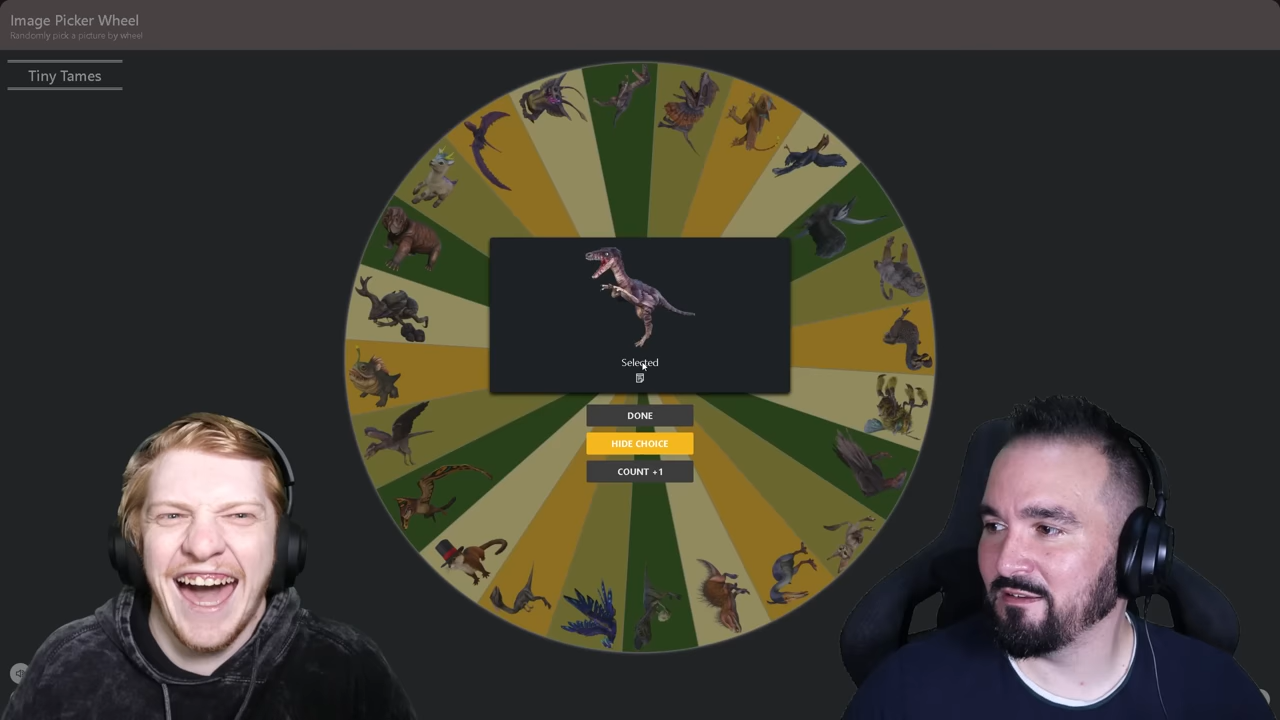 Image Picker Wheel
Randomly pick a picture by wheel
Tiny Tames
Selected
DONE
HIDE CHOICE
COUNT +1